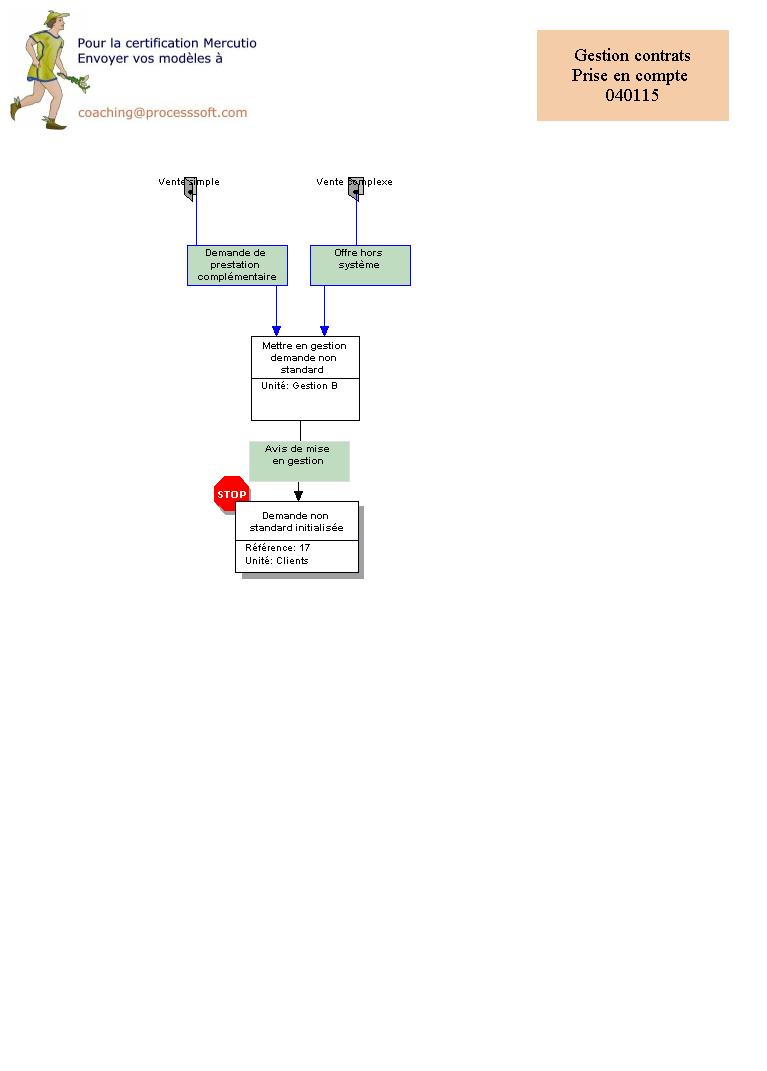 Pour la certification Mercutio
Envoyer vos modèles à
coaching@processsoft.com
Gestion contrats
Prise en compte
040115
Vente simple
Vente complexe
Demande de
prestation
complémentaire
Offre hors
système
Mettre en gestion
demande non
standard
Unité: Gestion B
Avis de mise
en gestion
STOP
Demande non
standard initialisée
Référence: 17
Unité: Clients